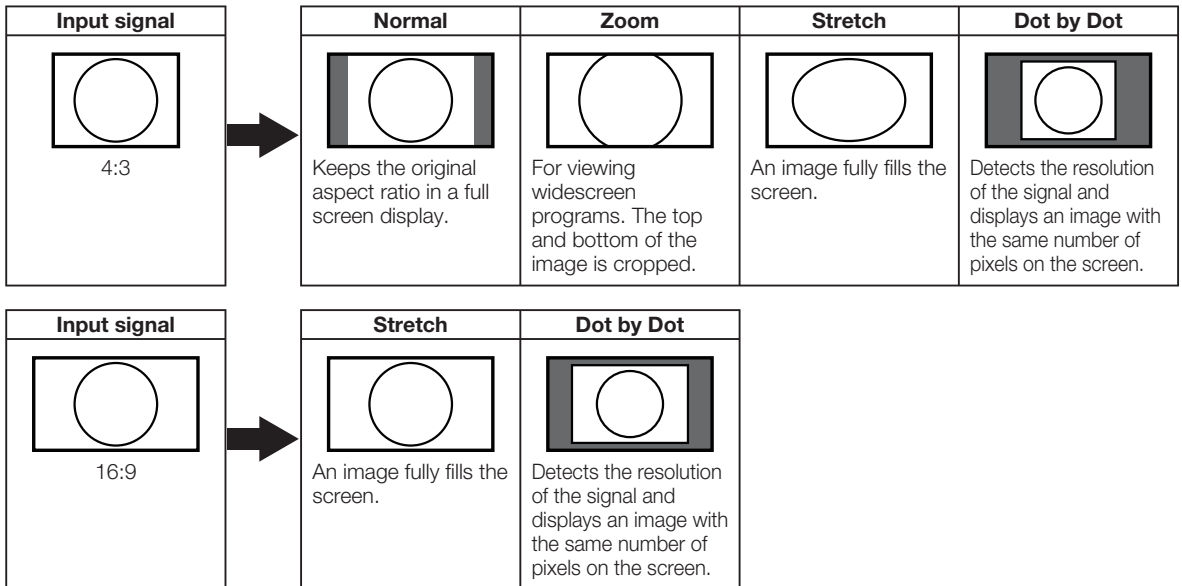 Input signal
4:3
Normal
Keeps the original
aspect ratio in a full
screen display.
Zoom
For viewing
widescreen
programs. The top
and bottom of the
image is cropped.
Stretch
An image fully fills the
screen.
Dot by Dot
Detects the resolution
of the signal and
displays an image with
the same number of
pixels on the screen.
Input signal
16:9
Stretch
An image fully fills the
screen.
Dot by Dot
Detects the resolution
of the signal and
displays an image with
the same number of
pixels on the screen.